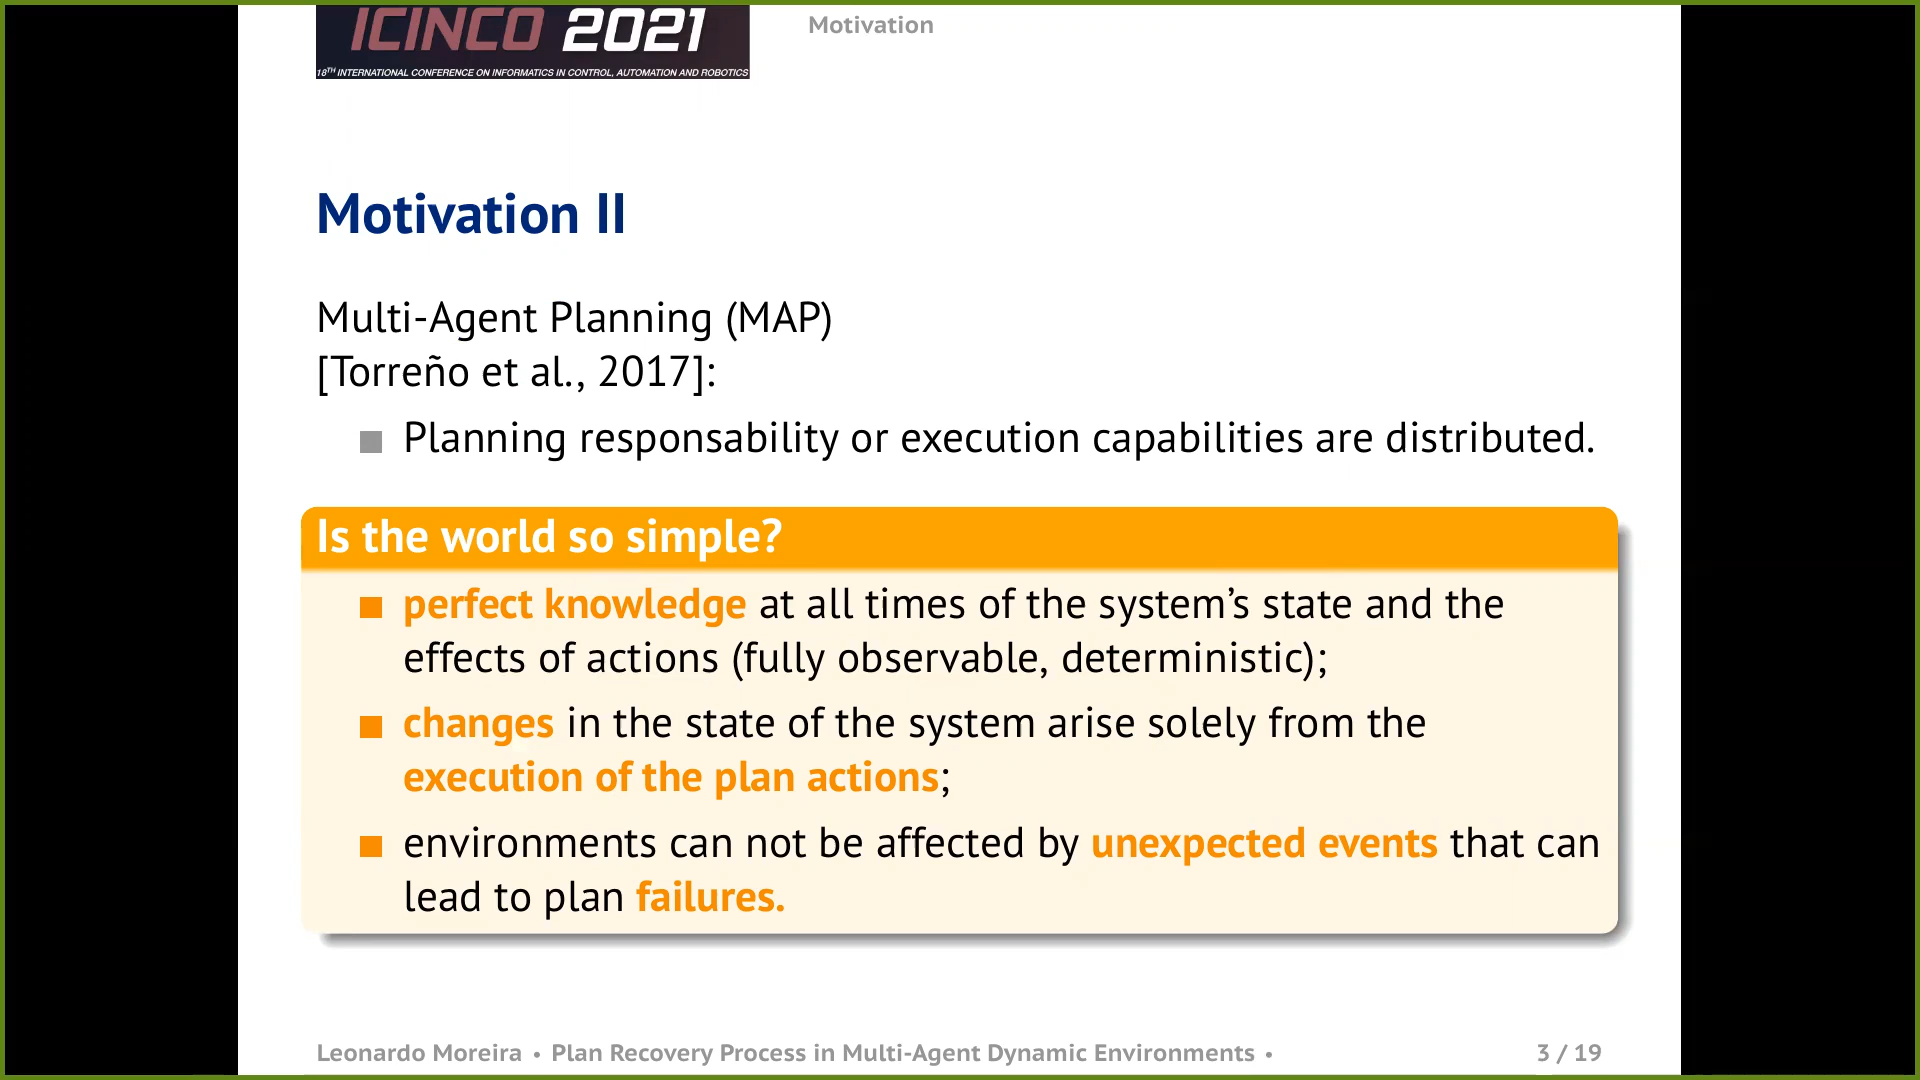 ICINCO 2021
18TH INTERNATIONAL CONFERENCE ON INFORMATICS IN CONTROL, AUTOMATION AND ROBOTICS
Motivation
Motivation II
Multi-Agent Planning (MAP)
[Torreño et al., 2017]:
Planning responsability or execution capabilities are distributed.
Is the world so simple?
perfect knowledge at all times of the system’s state and the
effects of actions (fully observable, deterministic);
changes in the state of the system arise solely from the
execution of the plan actions;
environments can not be affected by unexpected events that can
lead to plan failures.
Leonardo Moreira • Plan Recovery Process in Multi-Agent Dynamic Environments •
3 / 19